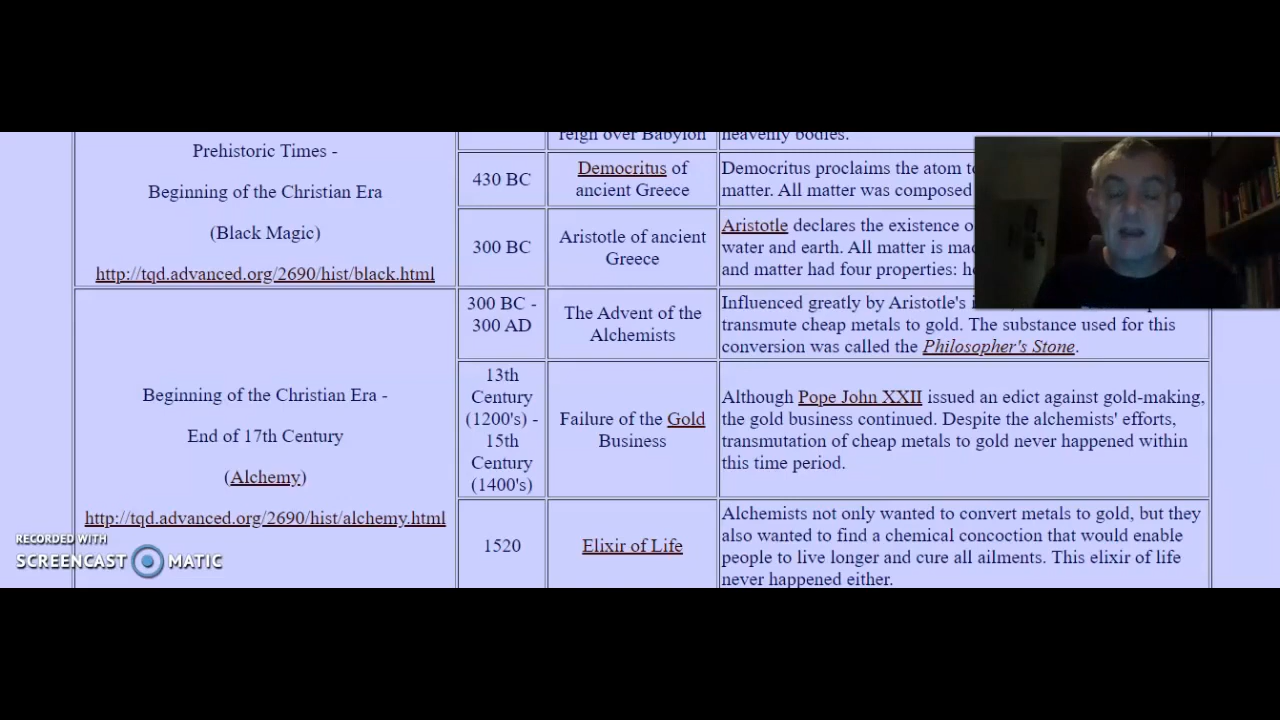 Prehistoric Times -
Beginning of the Christian Era
(Black Magic)
http://tqd.advanced.org/2690/hist/black.html
reign over Babylon
heavenly bodies.
430 BC
Democritus of
ancient Greece
Democritus proclaims the atom
matter. All matter was composed
300 BC
Aristotle of ancient
Greece
Aristotle declares the existence
water and earth. All matter is
and matter had four properties:
Beginning of the Christian Era -
End of 17th Century
(Alchemy)
http://tqd.advanced.org/2690/hist/alchemy.html
300 BC -
300 AD
The Advent of the
Alchemists
Influenced greatly by Aristotle's
transmute cheap metals to gold. The substance used for this
conversion was called the Philosopher's Stone.
13th
Century
(1200's) -
15th
Century
(1400's)
Failure of the Gold
Business
Although Pope John XXII issued an edict against gold-making,
the gold business continued. Despite the alchemists' efforts,
transmutation of cheap metals to gold never happened within
this time period.
1520
Elixir of Life
Alchemists not only wanted to convert metals to gold, but they
also wanted to find a chemical concoction that would enable
people to live longer and cure all ailments. This elixir of life
never happened either.
RECORDED WITH
SCREENCAST MATIC